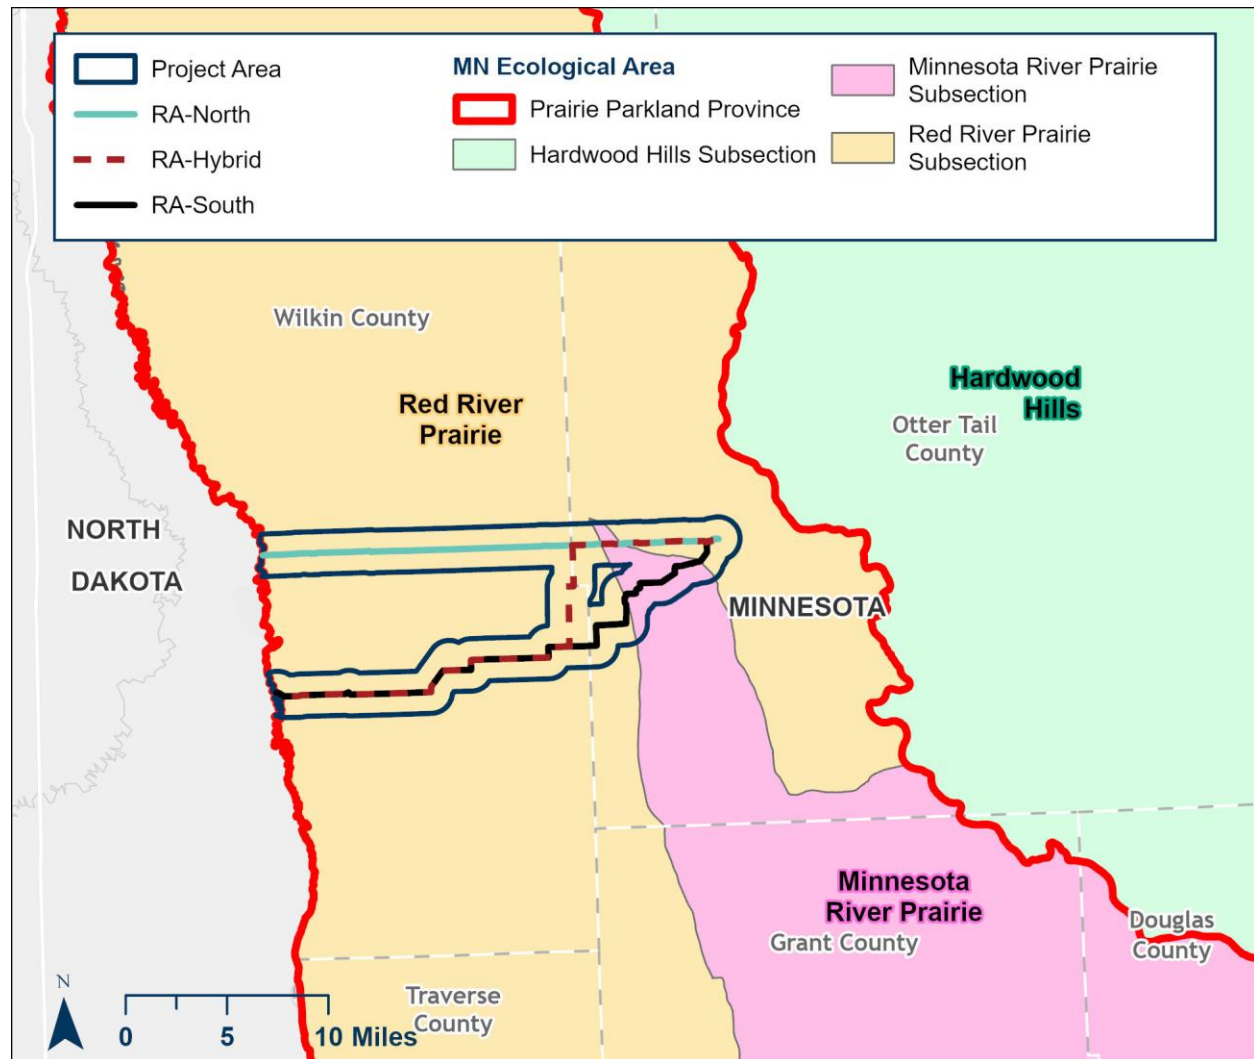 Project Area
RA-North
RA-Hybrid
RA-South
MN Ecological Area
Prairie Parkland Province
Hardwood Hills Subsection
Minnesota River Prairie
Subsection
Red River Prairie
Subsection
Wilkin County
Red River
Prairie
Hardwood
Hills
Otter Tail
County
NORTH
DAKOTA
MINNESOTA
Minnesota
River Prairie
Grant County
Douglas
County
Traverse
County
N
0 5 10 Miles